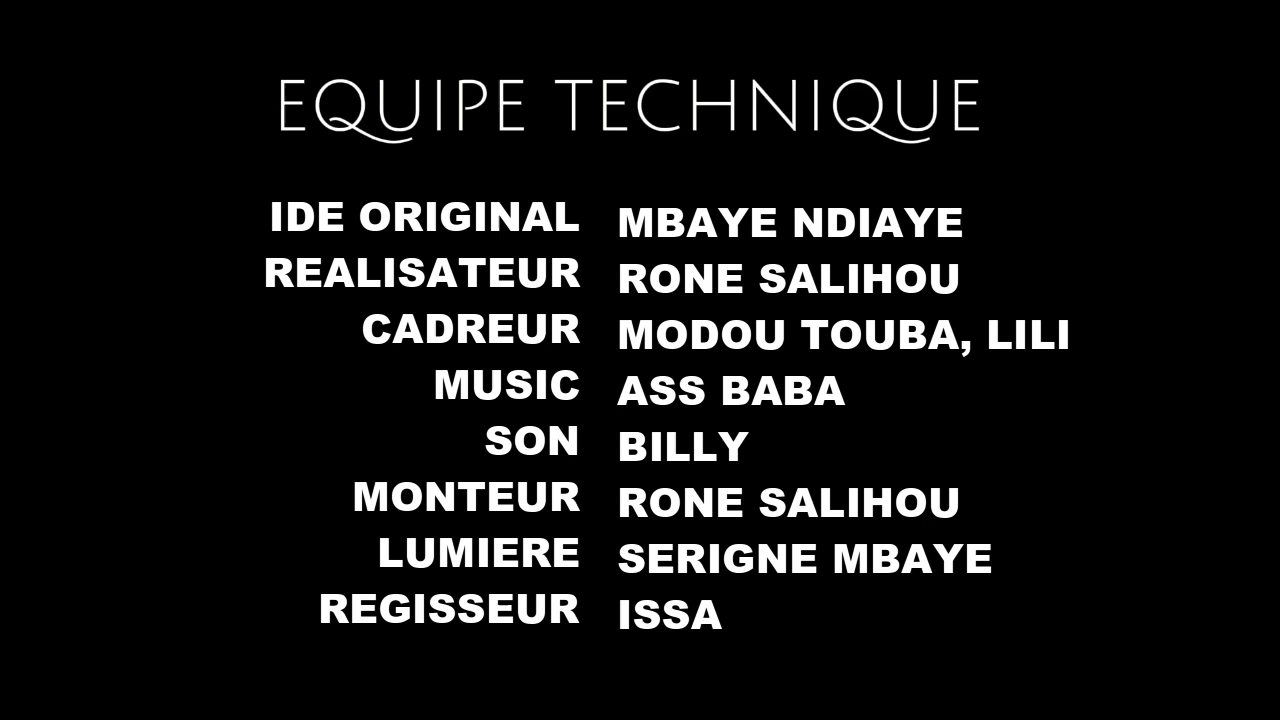 EQUIPE TECHNIQUE
IDE ORIGINAL MBAYE NDIAYE
REALISATEUR RONE SALIHOU
CADREUR MODOU TOUBA, LILI
MUSIC ASS BABA
SON BILLY
MONTEUR RONE SALIHOU
LUMIERE SERIGNE MBAYE
REGISSEUR ISSA